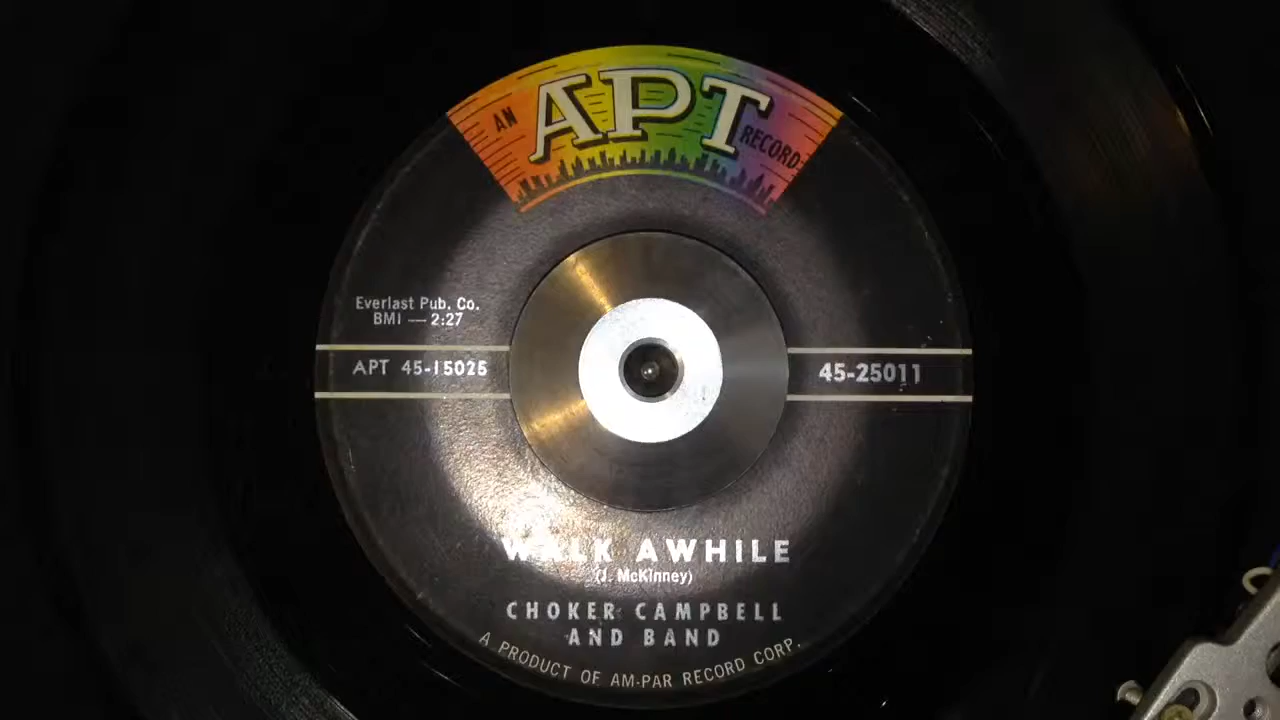 AN APT RECORD
Everlast Pub. Co.
BMI — 2:27
APT 45-15025
45-25011
WALK AWHILE
(J. McKinney)
CHOKER CAMPBELL
AND BAND
A PRODUCT OF AM-PAR RECORD CORP.